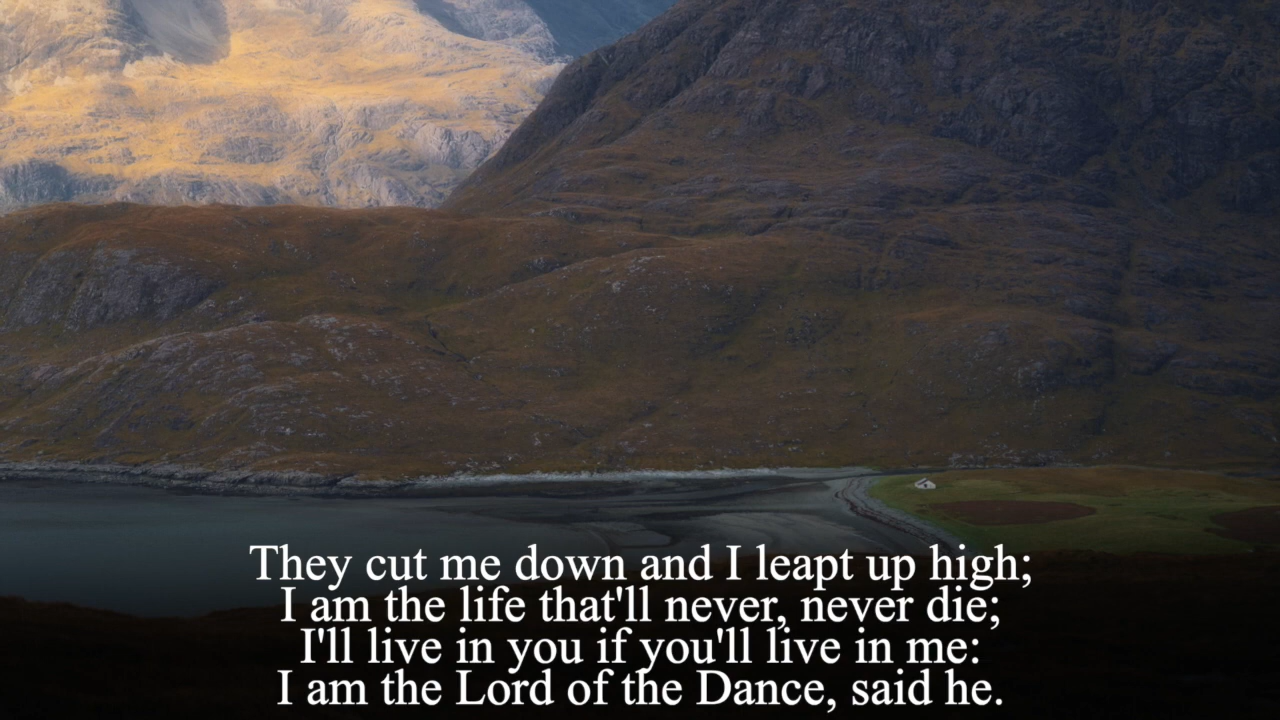 They cut me down and I leapt up high;
I am the life that'll never, never die;
I'll live in you if you'll live in me:
I am the Lord of the Dance, said he.